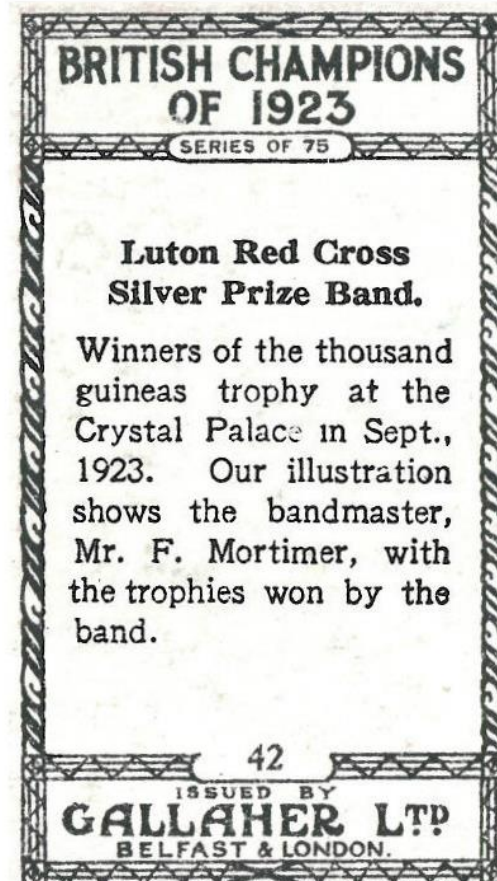 BRITISH CHAMPIONS
OF 1923
SERIES OF 75
Luton Red Cross
Silver Prize Band.
Winners of the thousand
guineas trophy at the
Crystal Palace in Sept.,
1923. Our illustration
shows the bandmaster,
Mr. F. Mortimer, with
the trophies won by the
band.
42
ISSUED BY
GALLAHER LTD
BELFAST & LONDON.